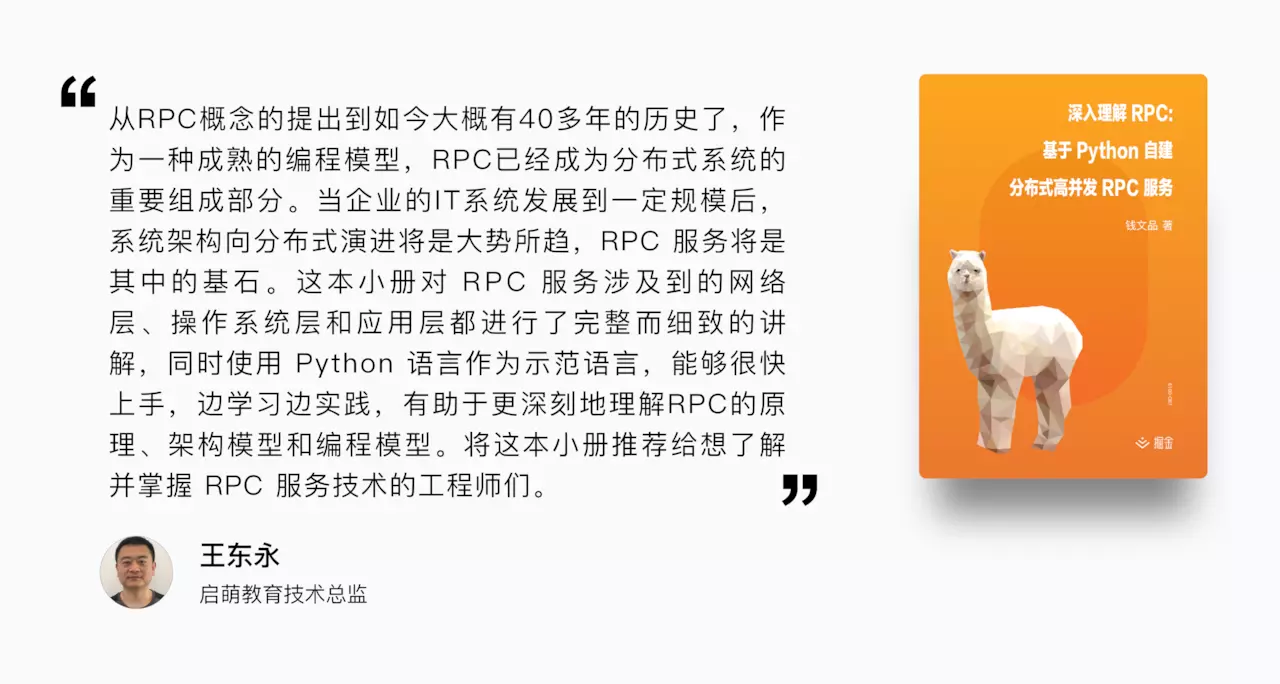 “
从RPC概念的提出到如今大概有40多年的历史了，作
为一种成熟的编程模型，RPC已经成为分布式系统的
重要组成部分。当企业的IT系统发展到一定规模后，
系统架构向分布式演进将是大势所趋，RPC 服务将是
其中的基石。这本小册对 RPC 服务涉及到的网络
层、操作系统层和应用层都进行了完整而细致的讲
解，同时使用 Python 语言作为示范语言，能够很快
上手，边学习边实践，有助于更深刻地理解RPC的原
理、架构模型和编程模型。将这本小册推荐给想了解
并掌握 RPC 服务技术的工程师们。
”
王东永
启萌教育技术总监
深入理解 RPC:
基于 Python 自建
分布式高并发 RPC 服务
钱文品 著
掘金